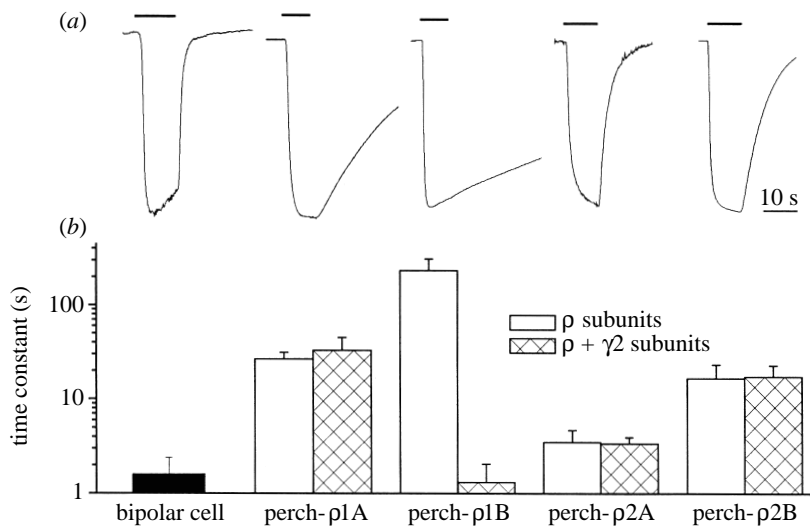 (a)
10 s
(b)
time constant (s)
100
10
1
ρ subunits
ρ + γ2 subunits
bipolar cell
perch-ρ1A
perch-ρ1B
perch-ρ2A
perch-ρ2B